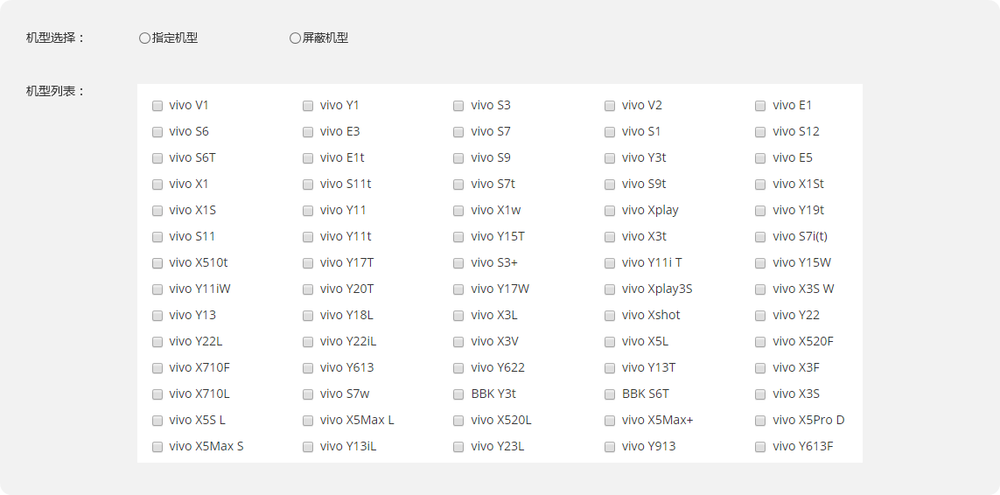 机型选择： 指定机型 屏蔽机型
机型列表：
vivo V1 vivo Y1 vivo S3 vivo V2 vivo E1
vivo S6 vivo E3 vivo S7 vivo S1 vivo S12
vivo S6T vivo E1t vivo S9 vivo Y3t vivo E5
vivo X1 vivo S11t vivo S7t vivo S9t vivo X1St
vivo X1S vivo Y11 vivo X1w vivo Xplay vivo Y19t
vivo S11 vivo Y11t vivo Y15T vivo X3t vivo S7i(t)
vivo X510t vivo Y17T vivo S3+ vivo Y11i T vivo Y15W
vivo Y11iW vivo Y20T vivo Y17W vivo Xplay3S vivo X3S W
vivo Y13 vivo Y18L vivo X3L vivo Xshot vivo Y22
vivo Y22L vivo Y22iL vivo X3V vivo X5L vivo X520F
vivo X710F vivo Y613 vivo Y622 vivo Y13T vivo X3F
vivo X710L vivo S7w BBK Y3t BBK S6T vivo X3S
vivo X5S L vivo X5Max L vivo X520L vivo X5Max+ vivo X5Pro D
vivo X5Max S vivo Y13iL vivo Y23L vivo Y913 vivo Y613F